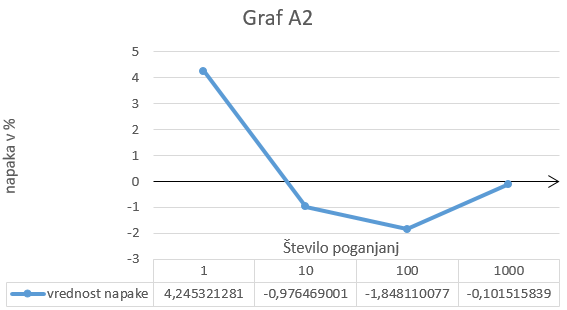 Graf A2
napaka v %
5
4
3
2
1
0
-1
-2
-3
Število poganjanj
1 10 100 1000
vrednost napake 4,245321281 -0,976469001 -1,848110077 -0,101515839